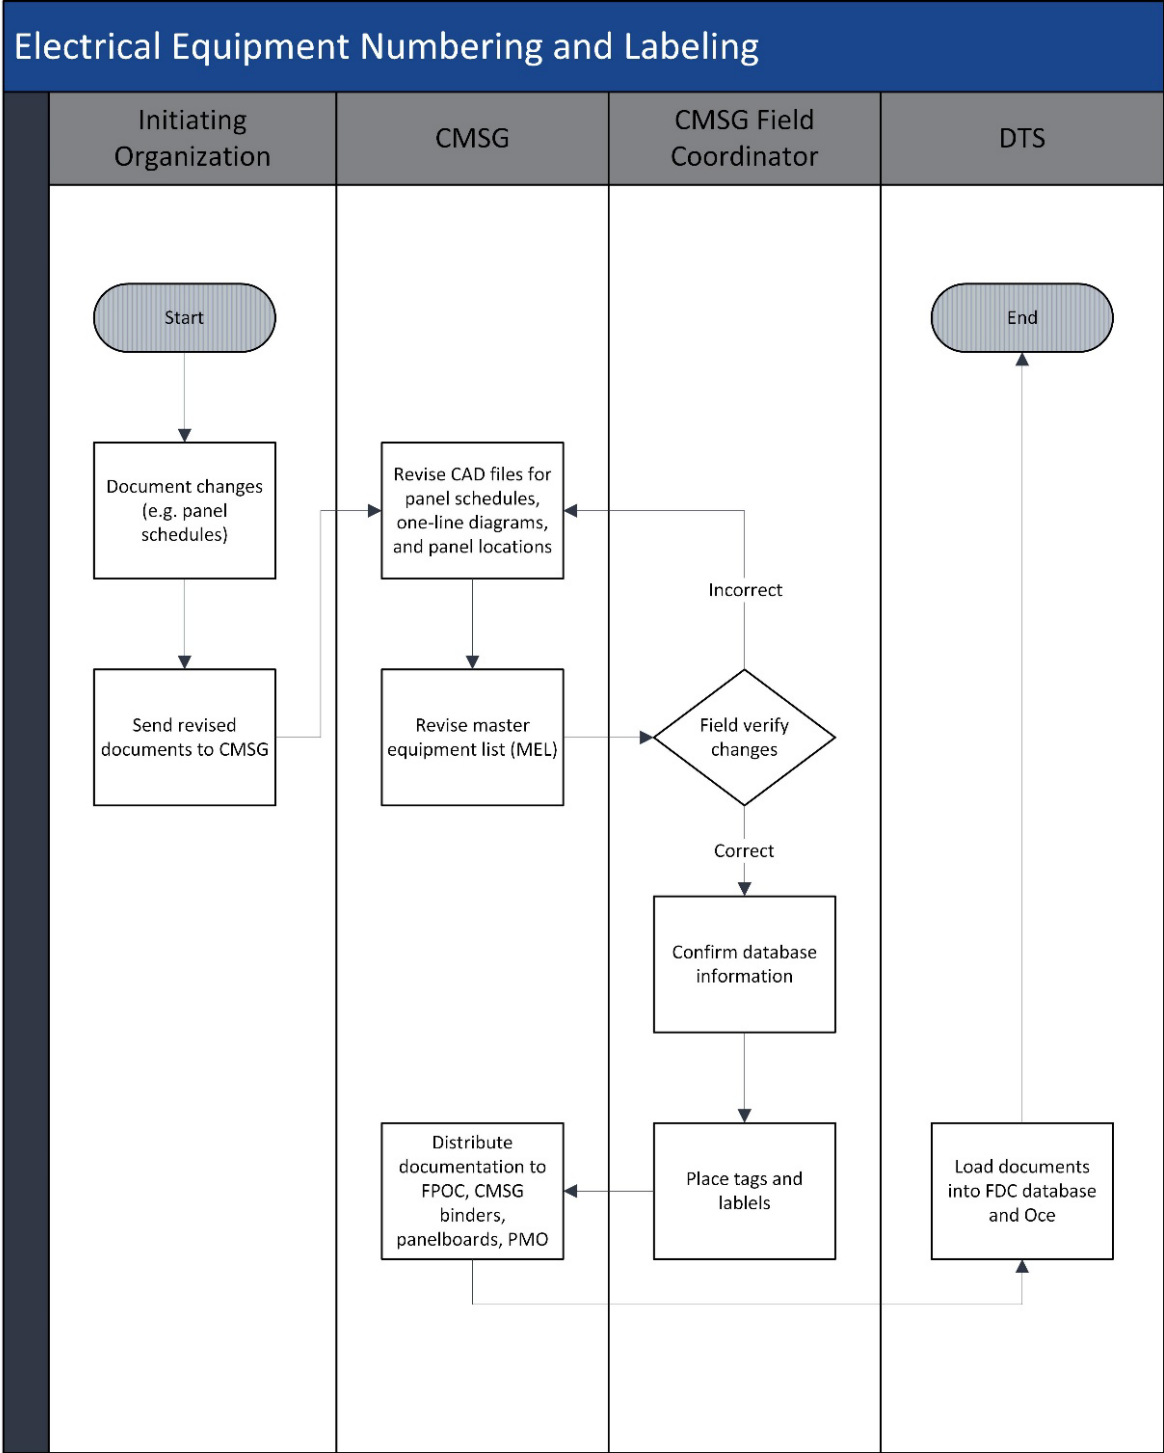 Electrical Equipment Numbering and Labeling
Initiating
Organization
CMSG
CMSG Field
Coordinator
DTS
Start
End
Document changes
(e.g. panel
schedules)
Revise CAD files for
panel schedules,
one-line diagrams,
and panel locations
Incorrect
Send revised
documents to CMSG
Revise master
equipment list (MEL)
Field verify
changes
Correct
Confirm database
information
Distribute
documentation to
FPOC, CMSG
binders,
panelboards, PMO
Place tags and
lablels
Load documents
into FDC database
and Oce